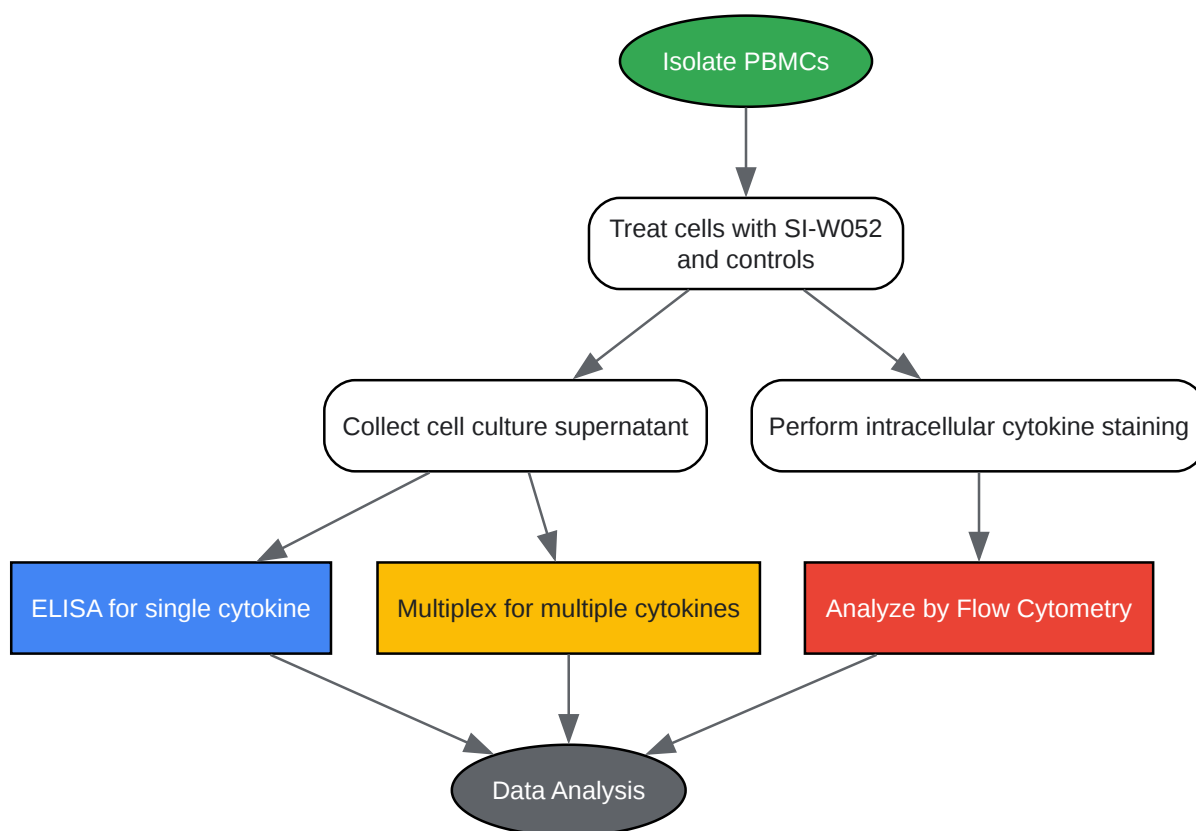 Isolate PBMCs
Treat cells with SI-W052
and controls
Collect cell culture supernatant
Perform intracellular cytokine staining
ELISA for single cytokine
Multiplex for multiple cytokines
Analyze by Flow Cytometry
Data Analysis